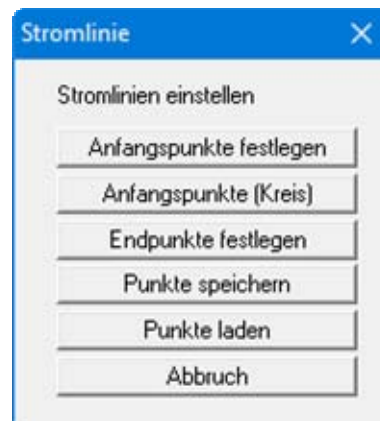 Stromlinie
Stromlinien einstellen
Anfangspunkte festlegen
Anfangspunkte (Kreis)
Endpunkte festlegen
Punkte speichern
Punkte laden
Abbruch